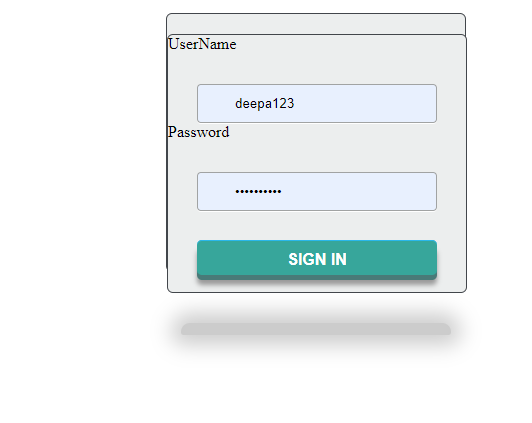 UserName
deepa123
Password
••••••••••
SIGN IN